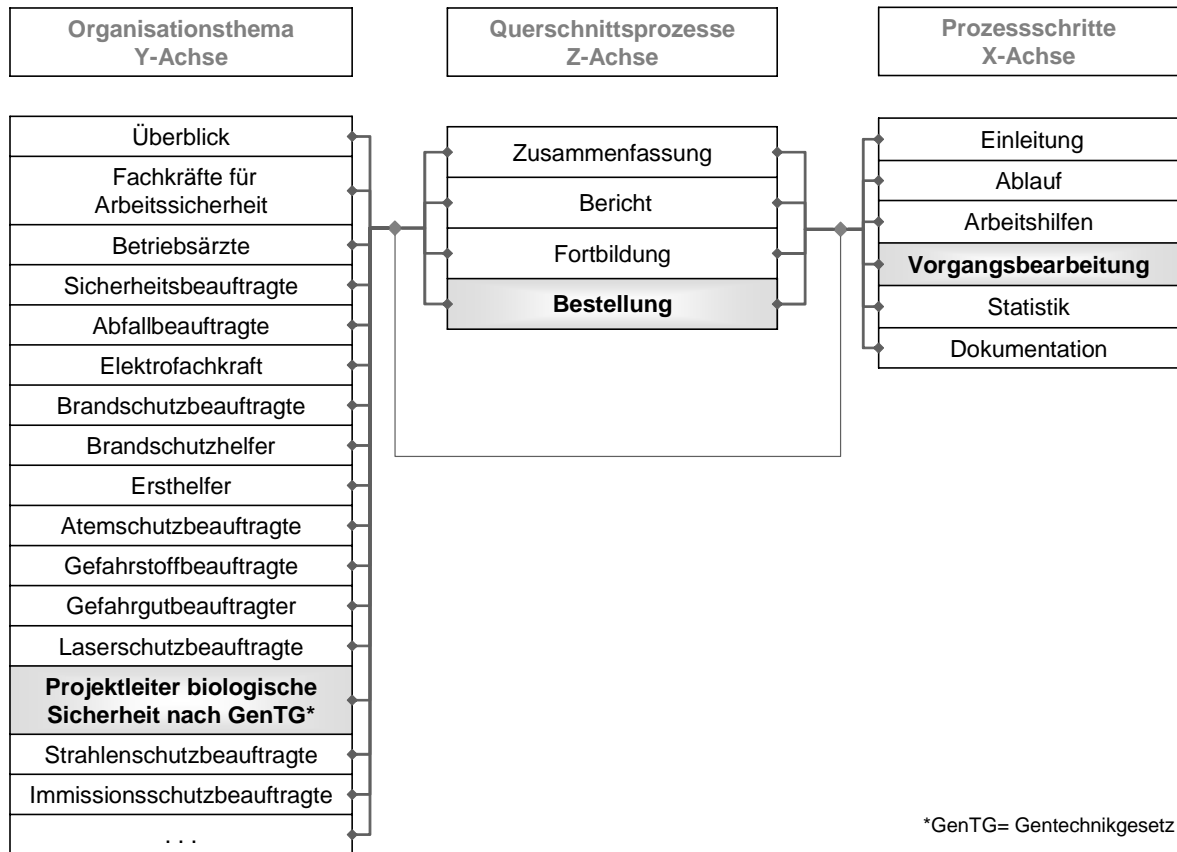 Organisationsthema
Y-Achse
Querschnittsprozesse
Z-Achse
Prozessschritte
X-Achse
Überblick
Fachkräfte für
Arbeitssicherheit
Betriebsärzte
Sicherheitsbeauftragte
Abfallbeauftragte
Elektrofachkraft
Brandschutzbeauftragte
Brandschutzhelfer
Ersthelfer
Atemschutzbeauftragte
Gefahrstoffbeauftragte
Gefahrgutbeauftragter
Laserschutzbeauftragte
Projektleiter biologische
Sicherheit nach GenTG*
Strahlenschutzbeauftragte
Immissionsschutzbeauftragte
. . .
Zusammenfassung
Bericht
Fortbildung
Bestellung
Einleitung
Ablauf
Arbeitshilfen
Vorgangsbearbeitung
Statistik
Dokumentation
*GenTG= Gentechnikgesetz